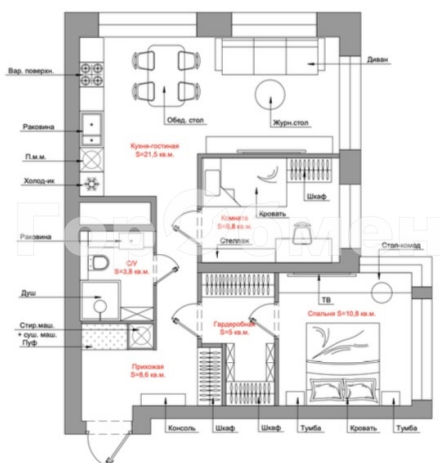 Диван
Вар. поверхн.
Обед. стол
Журн.стол
Раковина
Кухня-гостиная
S=21,5 кв.м.
П.м.м.
Холод-ик
Шкаф
Комната
S=6,8 кв.м.
Кровать
Стеллаж
Раковина
Стол-комод
С/У
S=3,8 кв.м.
Душ
ТВ
Спальня S=10,8 кв.м.
Гардеробная
S=5 кв.м.
Стир.маш.
+ суш. маш.
Пуф
Прихожая
S=8,6 кв.м.
Консоль
Шкаф
Шкаф
Тумба
Кровать
Тумба